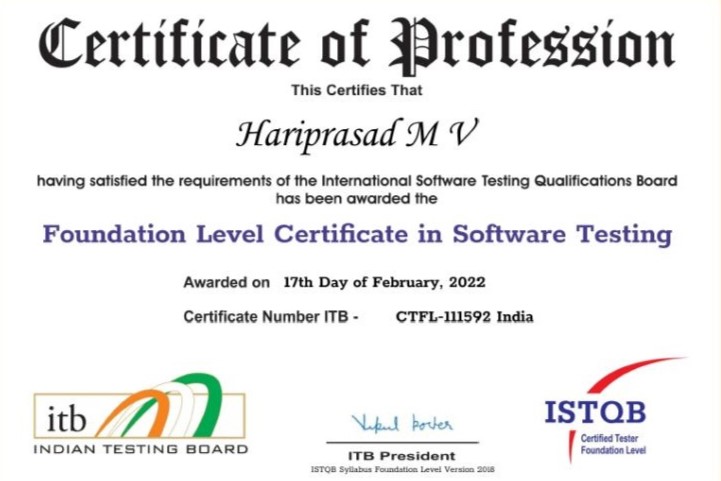 Certificate of Profession
This Certifies That
Hariprasad M V
having satisfied the requirements of the International Software Testing Qualifications Board
has been awarded the
Foundation Level Certificate in Software Testing
Awarded on 17th Day of February, 2022
Certificate Number ITB - CTFL-111592 India
itb
INDIAN TESTING BOARD
ITB President
ISTQB Syllabus Foundation Level Version 2018
ISTQB
Certified Tester
Foundation Level